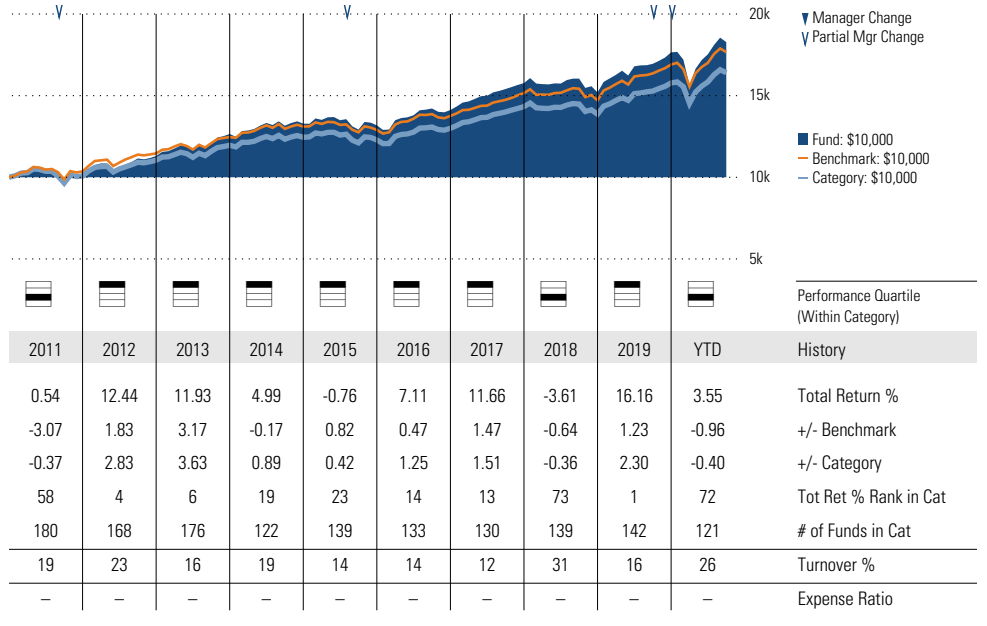 20k
▼ Manager Change
∨ Partial Mgr Change
15k
Fund: $10,000
Benchmark: $10,000
Category: $10,000
10k
5k
Performance Quartile
(Within Category)
2011 2012 2013 2014 2015 2016 2017 2018 2019 YTD History
0.54 12.44 11.93 4.99 -0.76 7.11 11.66 -3.61 16.16 3.55 Total Return %
-3.07 1.83 3.17 -0.17 0.82 0.47 1.47 -0.64 1.23 -0.96 +/- Benchmark
-0.37 2.83 3.63 0.89 0.42 1.25 1.51 -0.36 2.30 -0.40 +/- Category
58 4 6 19 23 14 13 73 1 72 Tot Ret % Rank in Cat
180 168 176 122 139 133 130 139 142 121 # of Funds in Cat
19 23 16 19 14 14 12 31 16 26 Turnover %
– – – – – – – – – – Expense Ratio